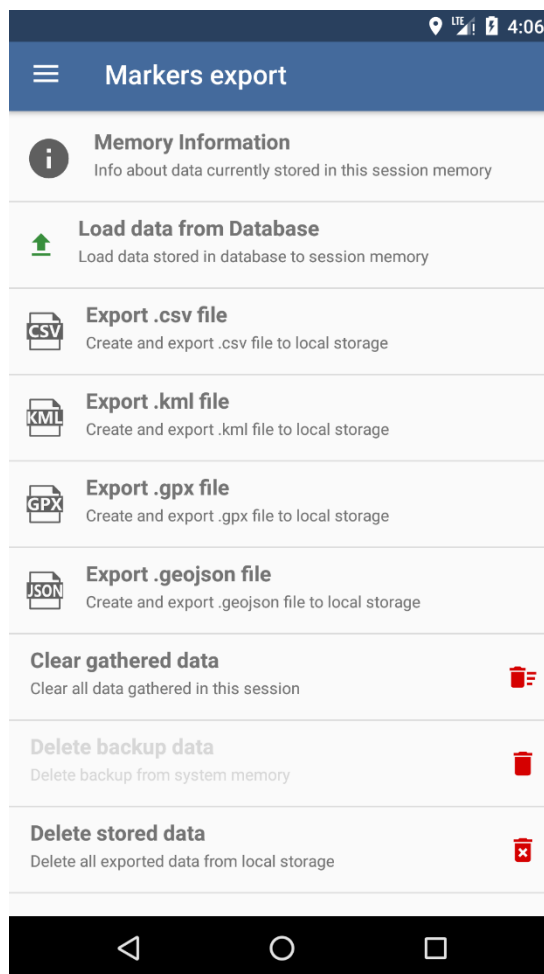 LTE 4:06
Markers export
Memory Information
Info about data currently stored in this session memory
Load data from Database
Load data stored in database to session memory
CSV
Export .csv file
Create and export .csv file to local storage
KML
Export .kml file
Create and export .kml file to local storage
GPX
Export .gpx file
Create and export .gpx file to local storage
JSON
Export .geojson file
Create and export .geojson file to local storage
Clear gathered data
Clear all data gathered in this session
Delete backup data
Delete backup from system memory
Delete stored data
Delete all exported data from local storage